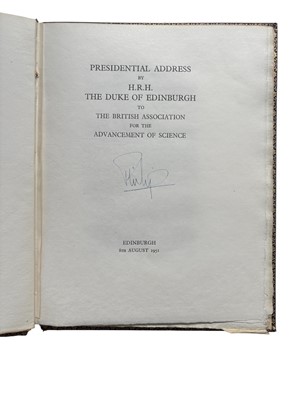 PRESIDENTIAL ADDRESS
BY
H.R.H.
THE DUKE OF EDINBURGH
TO
THE BRITISH ASSOCIATION
FOR THE
ADVANCEMENT OF SCIENCE
Philip
EDINBURGH
8TH AUGUST 1951